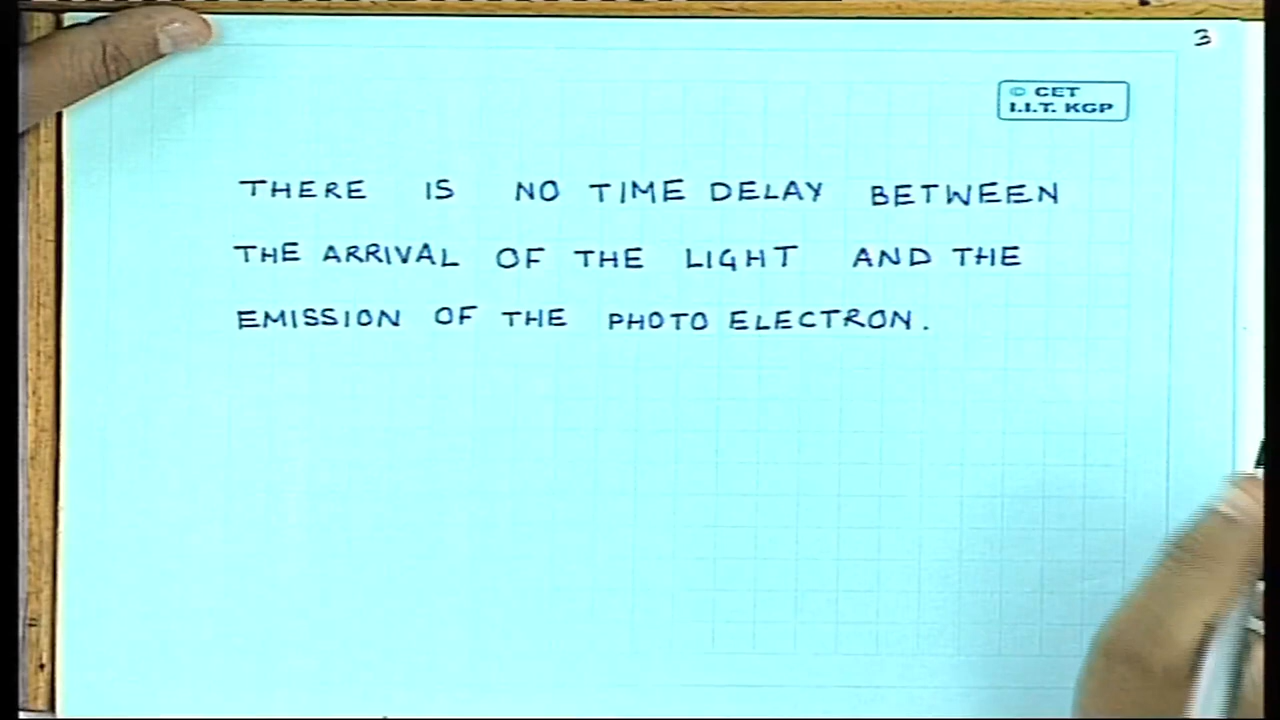 3
© CET
I.I.T. KGP
THERE IS NO TIME DELAY BETWEEN
THE ARRIVAL OF THE LIGHT AND THE
EMISSION OF THE PHOTO ELECTRON.